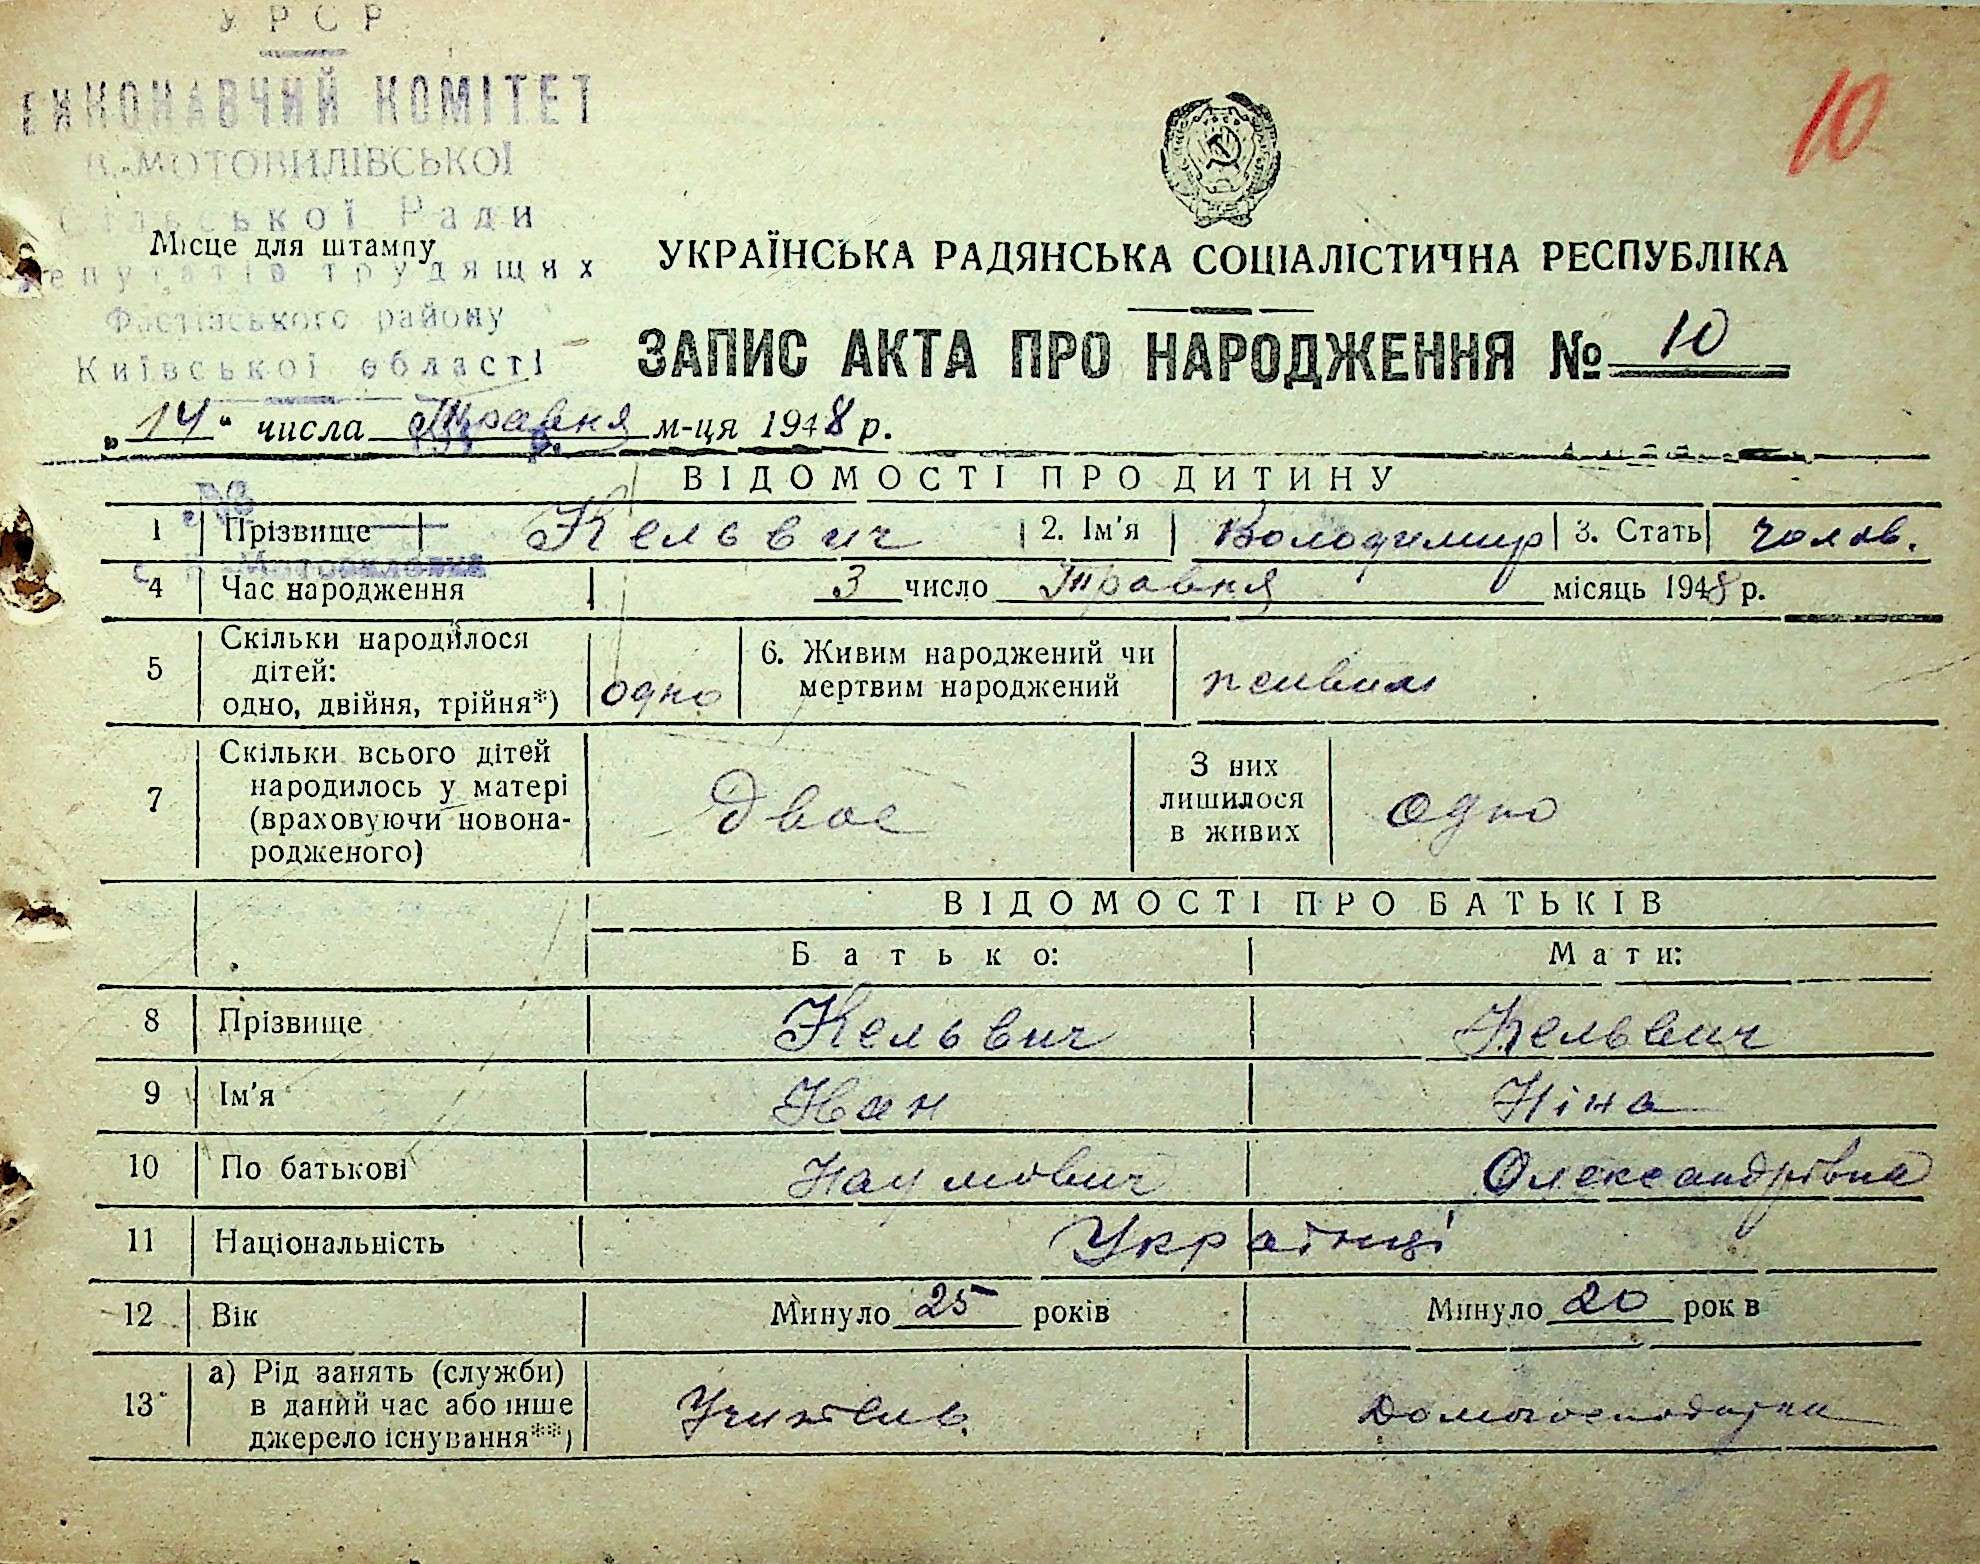 УРСР
ВИКОНАВЧИЙ КОМІТЕТ
В.-МОТОВИЛІВСЬКОЇ
Сільської Ради
Місце для штампу
депутатів трудящих
Фастівського району
Київської області
10
УКРАЇНСЬКА РАДЯНСЬКА СОЦІАЛІСТИЧНА РЕСПУБЛІКА
ЗАПИС АКТА ПРО НАРОДЖЕННЯ № 10
„14“ числа Травня м-ця 1948 р.
ВІДОМОСТІ ПРО ДИТИНУ
1 Прізвище Кельвич 2. Ім'я Володимир 3. Стать чолов.
4 Час народження 3 число Травня місяць 1948 р.
5 Скільки народилося дітей: одно, двійня, трійня*) одно 6. Живим народжений чи мертвим народжений живим
7 Скільки всього дітей народилось у матері (враховуючи новонародженого) Двоє З них лишилося в живих одно
ВІДОМОСТІ ПРО БАТЬКІВ
Батько: Мати:
8 Прізвище Кельвич Кельвич
9 Ім'я Іван Ніна
10 По батькові Наумович Олександрівна
11 Національність Українці
12 Вік Минуло 25 років Минуло 20 рок в
13 а) Рід занять (служби) в даний час або інше джерело існування**) Учитель Домогосподарка